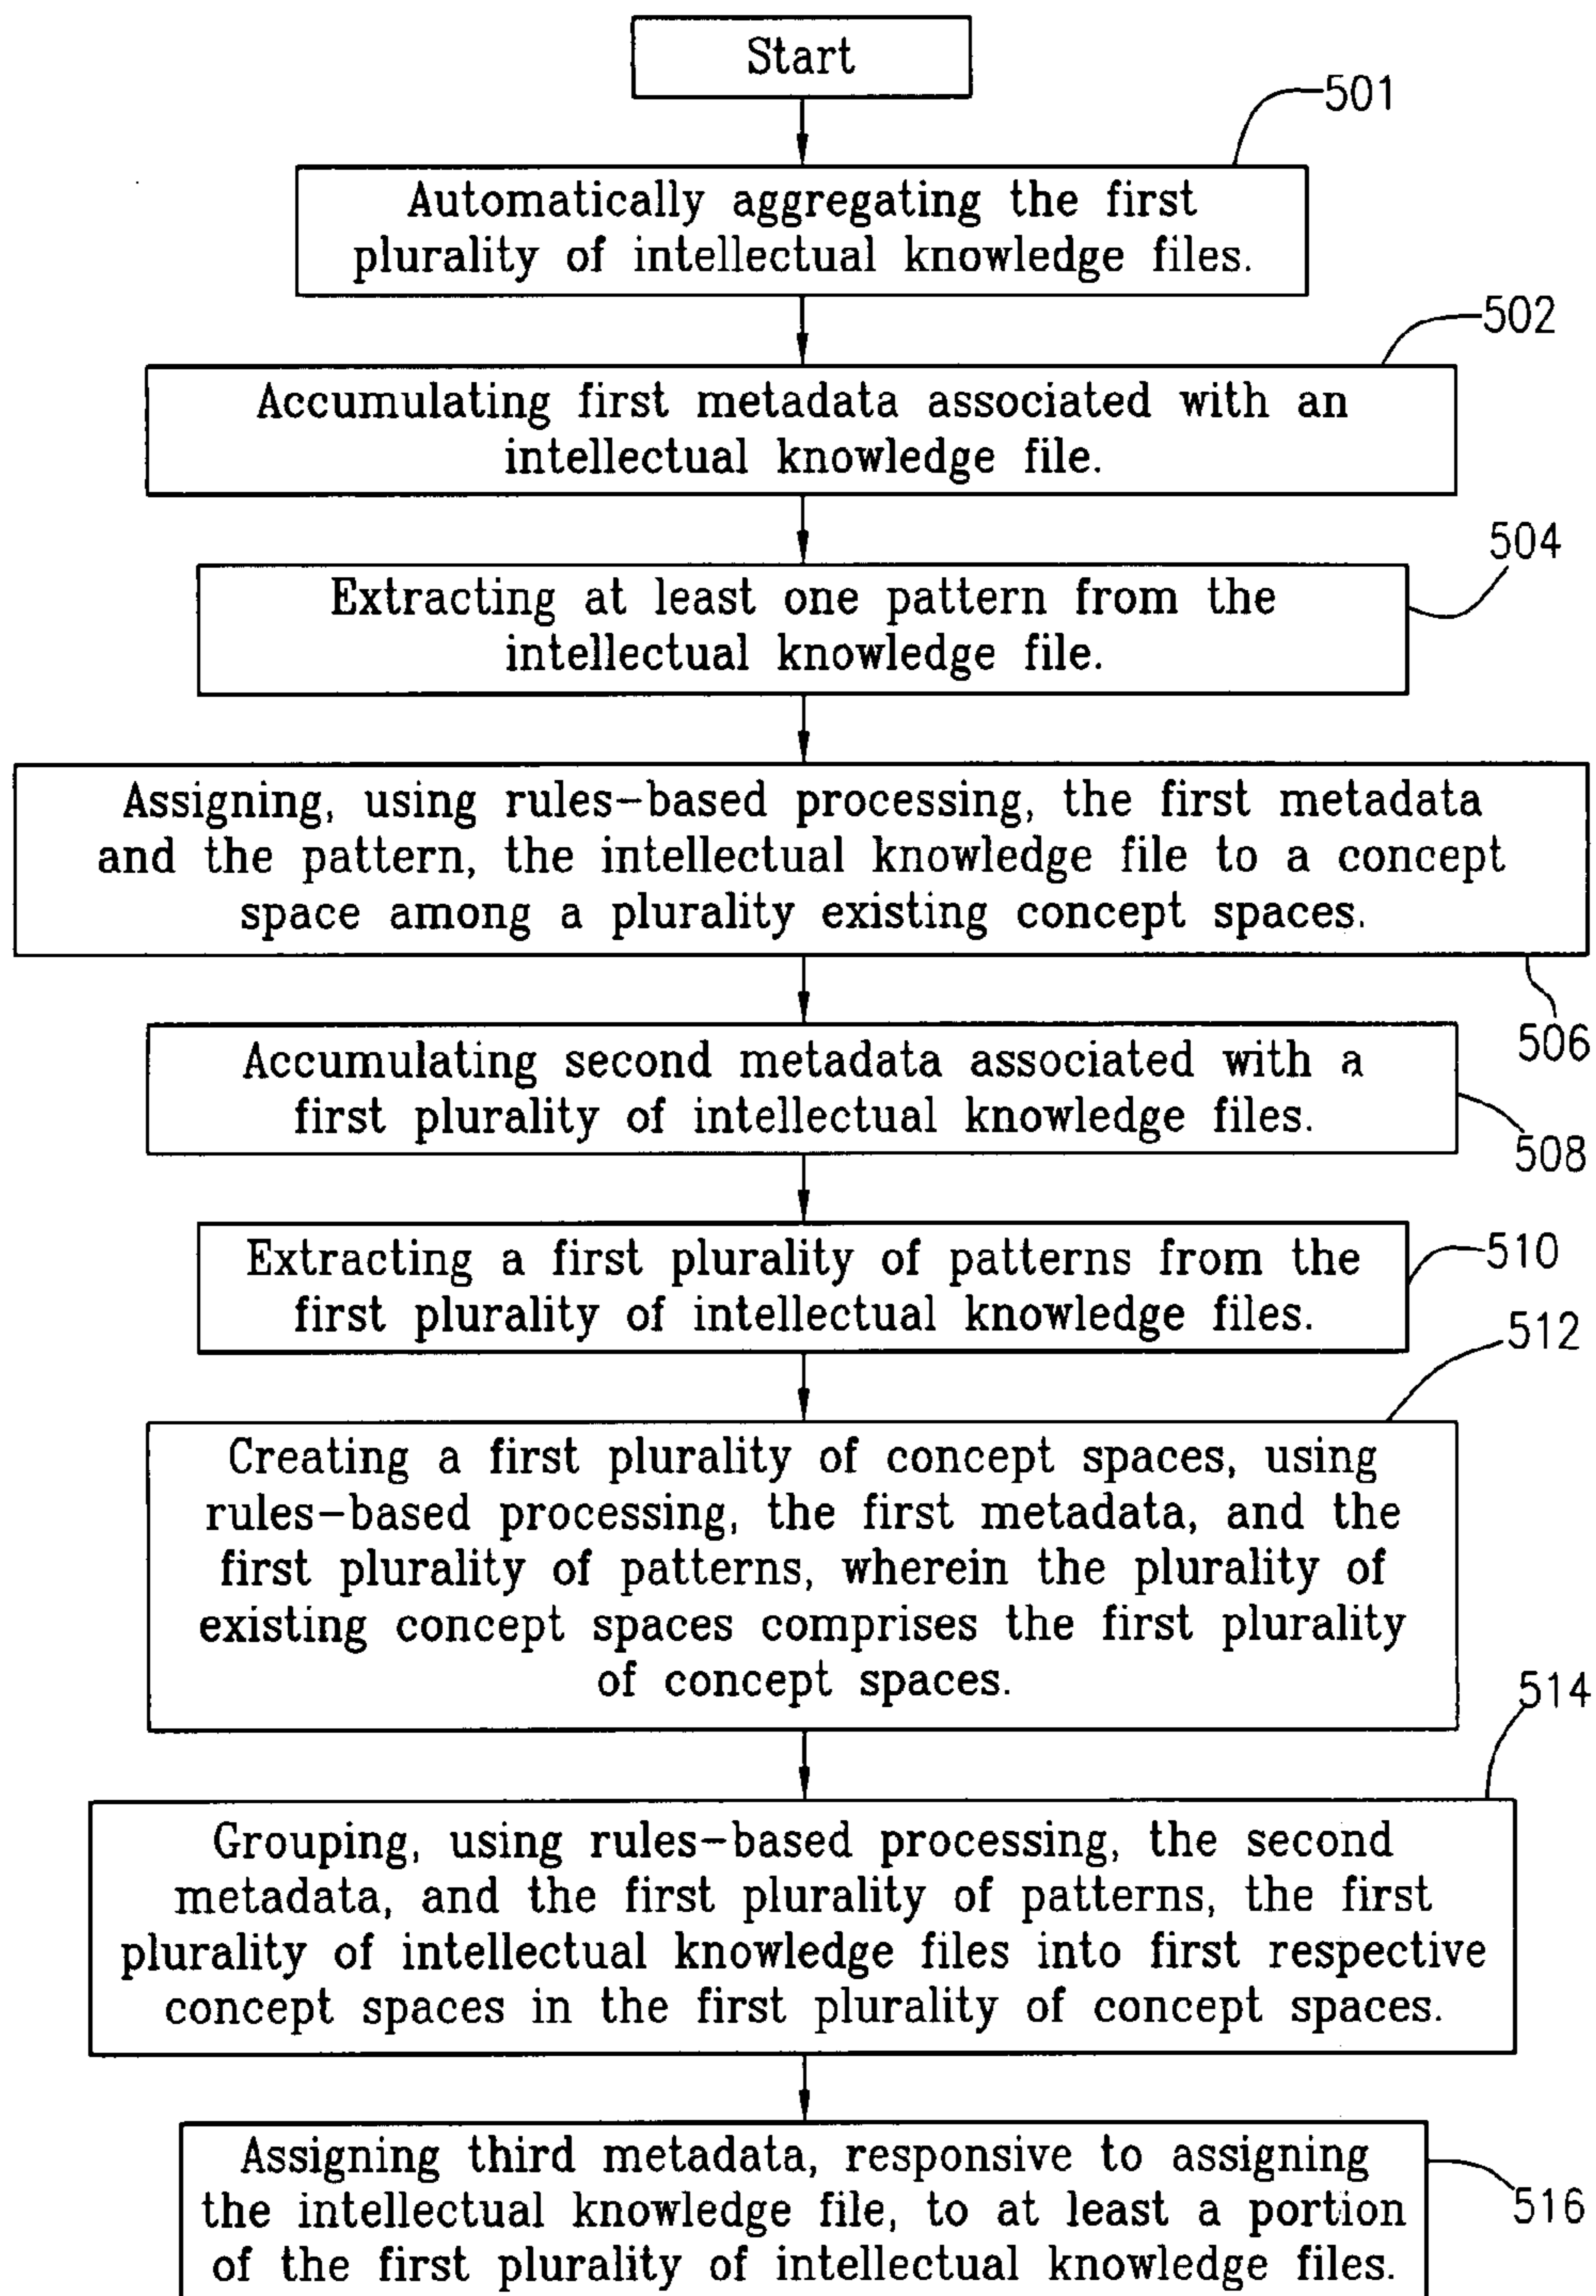 Start
501
Automatically aggregating the first
plurality of intellectual knowledge files.
502
Accumulating first metadata associated with an
intellectual knowledge file.
504
Extracting at least one pattern from the
intellectual knowledge file.
Assigning, using rules-based processing, the first metadata
and the pattern, the intellectual knowledge file to a concept
space among a plurality existing concept spaces.
506
Accumulating second metadata associated with a
first plurality of intellectual knowledge files.
508
Extracting a first plurality of patterns from the
first plurality of intellectual knowledge files.
510
512
Creating a first plurality of concept spaces, using
rules-based processing, the first metadata, and the
first plurality of patterns, wherein the plurality of
existing concept spaces comprises the first plurality
of concept spaces.
514
Grouping, using rules-based processing, the second
metadata, and the first plurality of patterns, the first
plurality of intellectual knowledge files into first respective
concept spaces in the first plurality of concept spaces.
Assigning third metadata, responsive to assigning
the intellectual knowledge file, to at least a portion
of the first plurality of intellectual knowledge files.
516